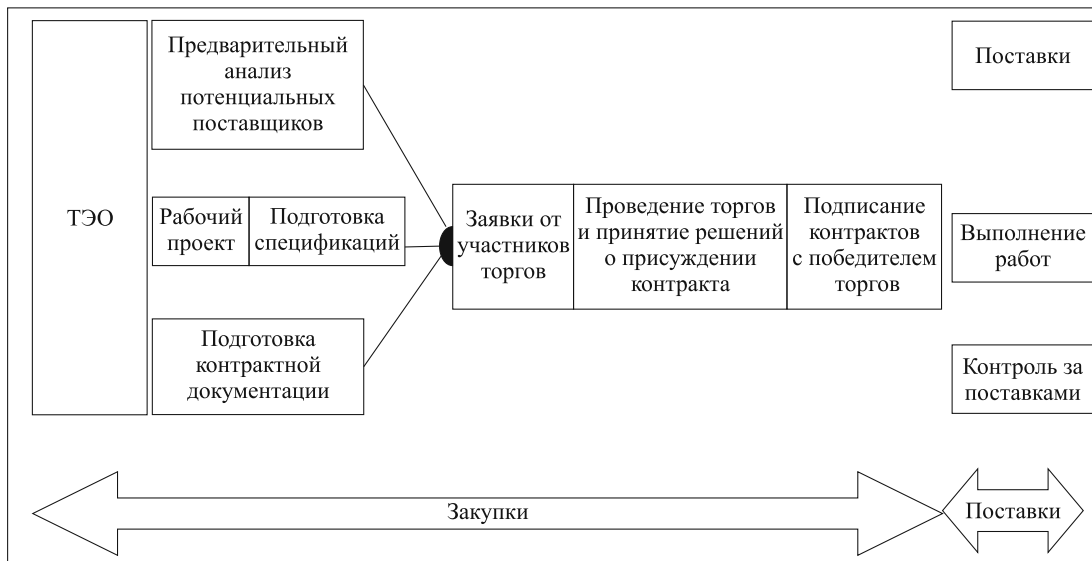 ТЭО
Предварительный
анализ
потенциальных
поставщиков
Рабочий
проект
Подготовка
спецификаций
Подготовка
контрактной
документации
Заявки от
участников
торгов
Проведение торгов
и принятие решений
о присуждении
контракта
Подписание
контрактов
с победителем
торгов
Поставки
Выполнение
работ
Контроль за
поставками
Закупки
Поставки